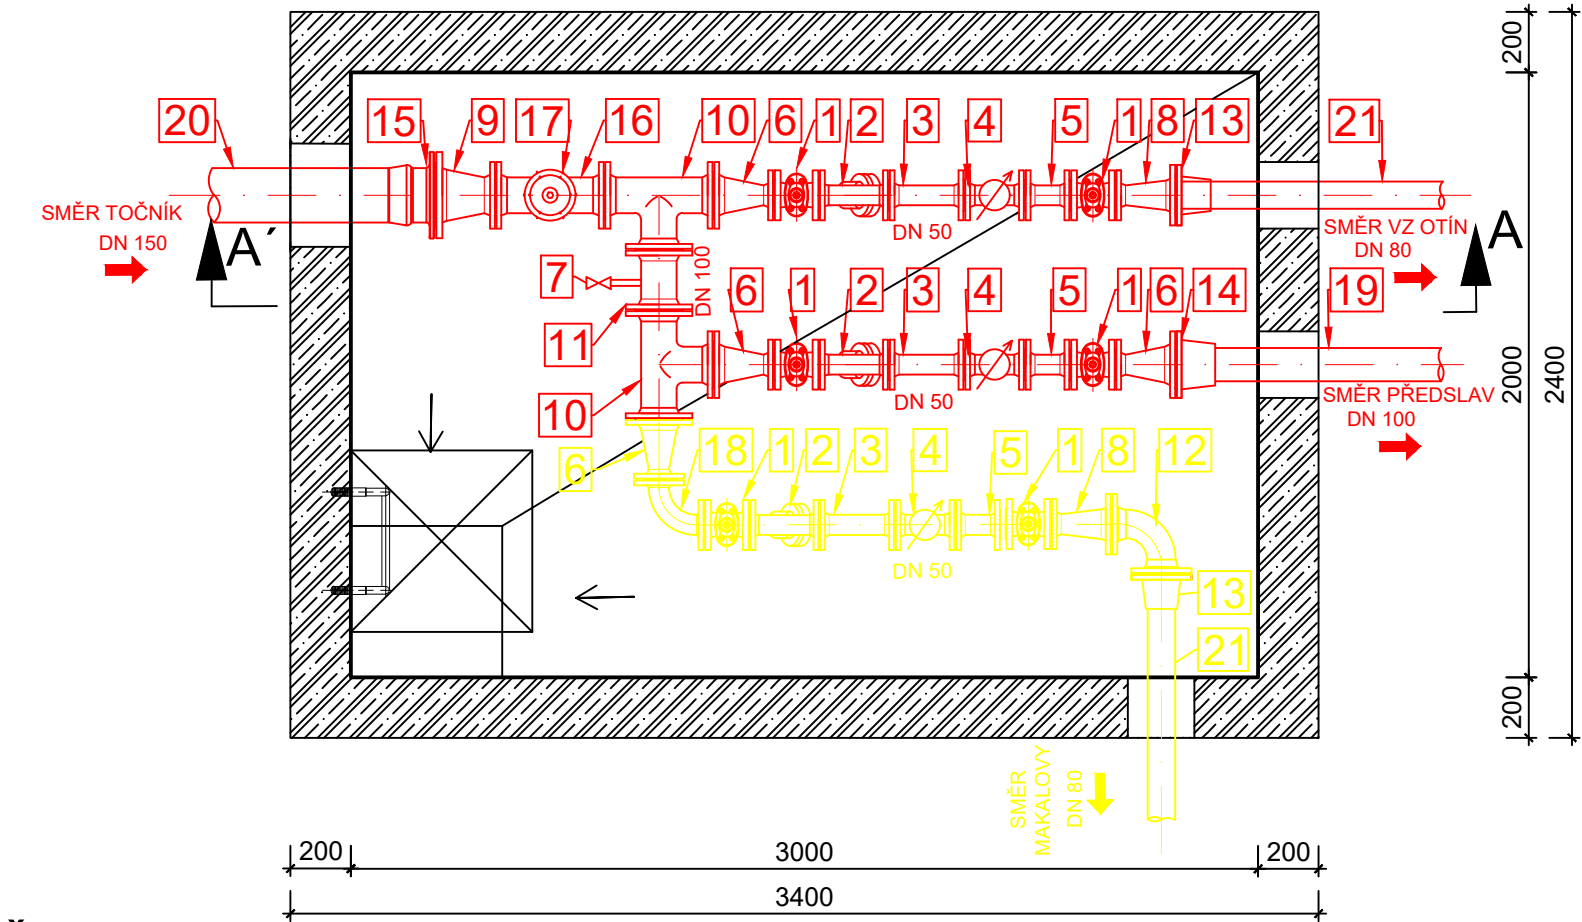 200
20 15 9 17 16 10 6 1 2 3 4 5 1 8 13 21
SMĚR TOČNÍK
DN 150
A´
DN 50
SMĚR VZ OTÍN
DN 80
A
7
DN 100
6 1 2 3 4 5 1 6 14 19
11
2000
2400
10
DN 50
SMĚR PŘEDSLAV
DN 100
6 18 1 2 3 4 5 1 8 12
DN 50
13
21
200
SMĚR
MAKALOVY
DN 80
200 3000 200
3400